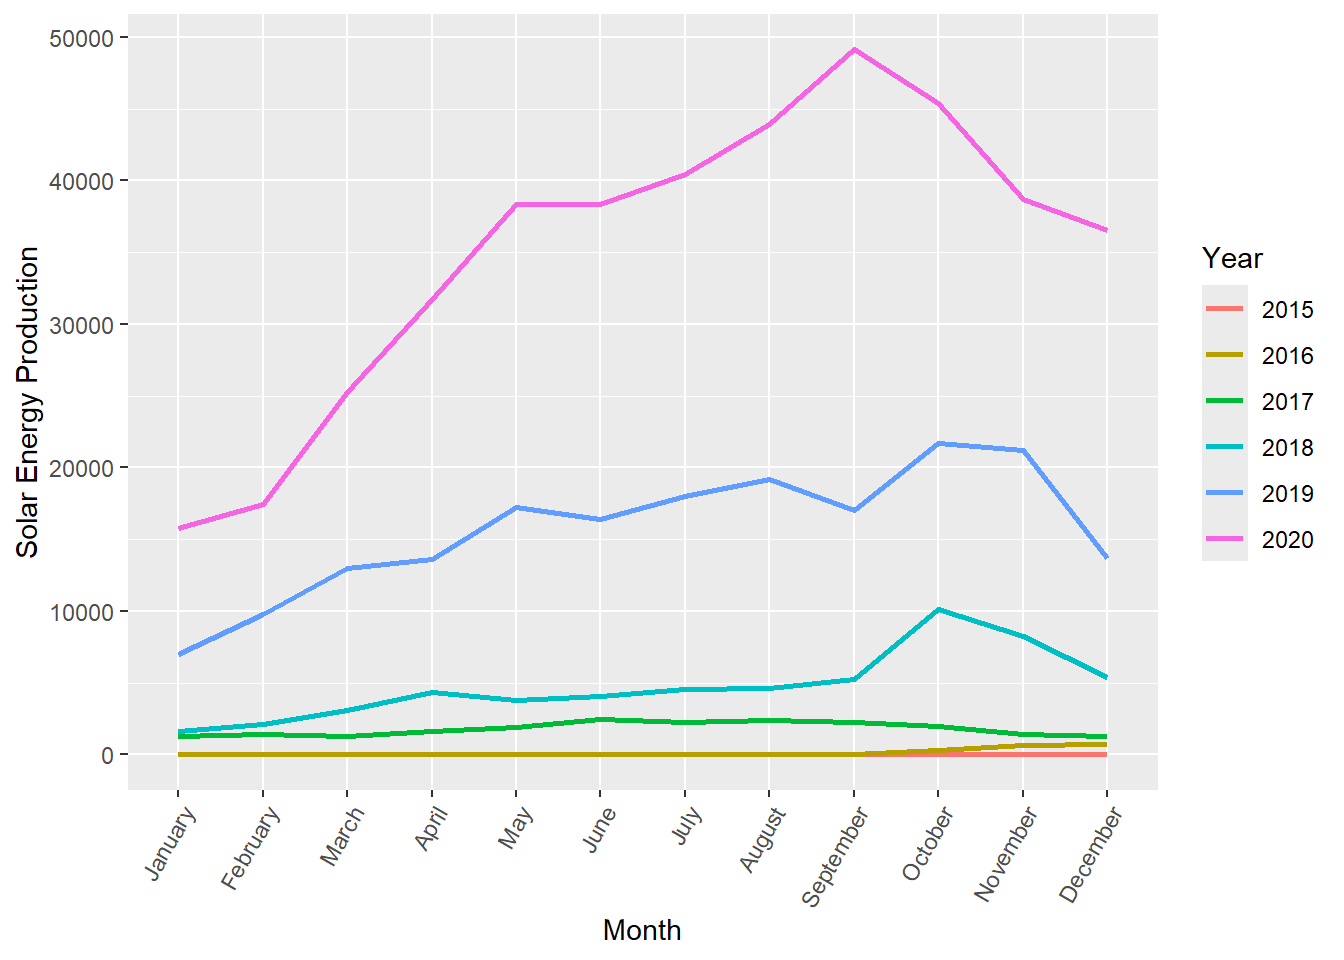 50000
40000
30000
20000
10000
0
Solar Energy Production
January
February
March
April
May
June
July
August
September
October
November
December
Month
Year
2015
2016
2017
2018
2019
2020